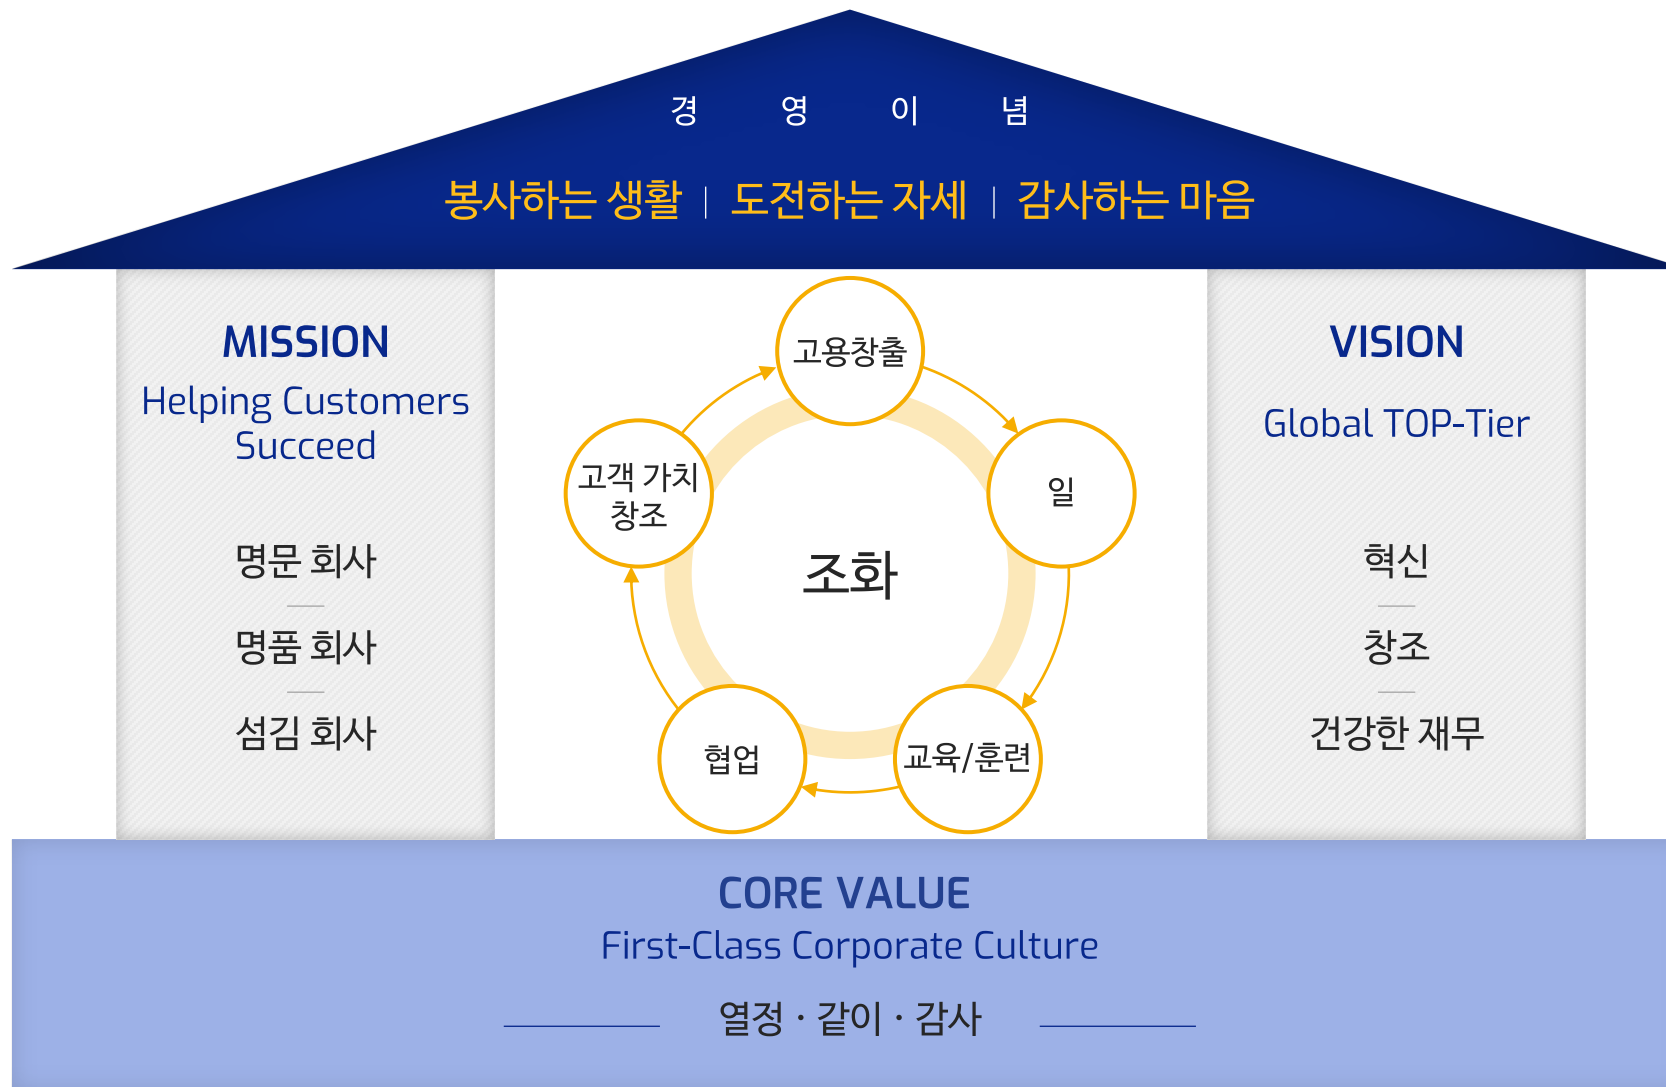 경 영 이 념
봉사하는 생활 | 도전하는 자세 | 감사하는 마음
MISSION
Helping Customers
Succeed
명문 회사
명품 회사
섬김 회사
고용창출
일
교육/훈련
협업
고객 가치
창조
조화
VISION
Global TOP-Tier
혁신
창조
건강한 재무
CORE VALUE
First-Class Corporate Culture
열정 · 같이 · 감사